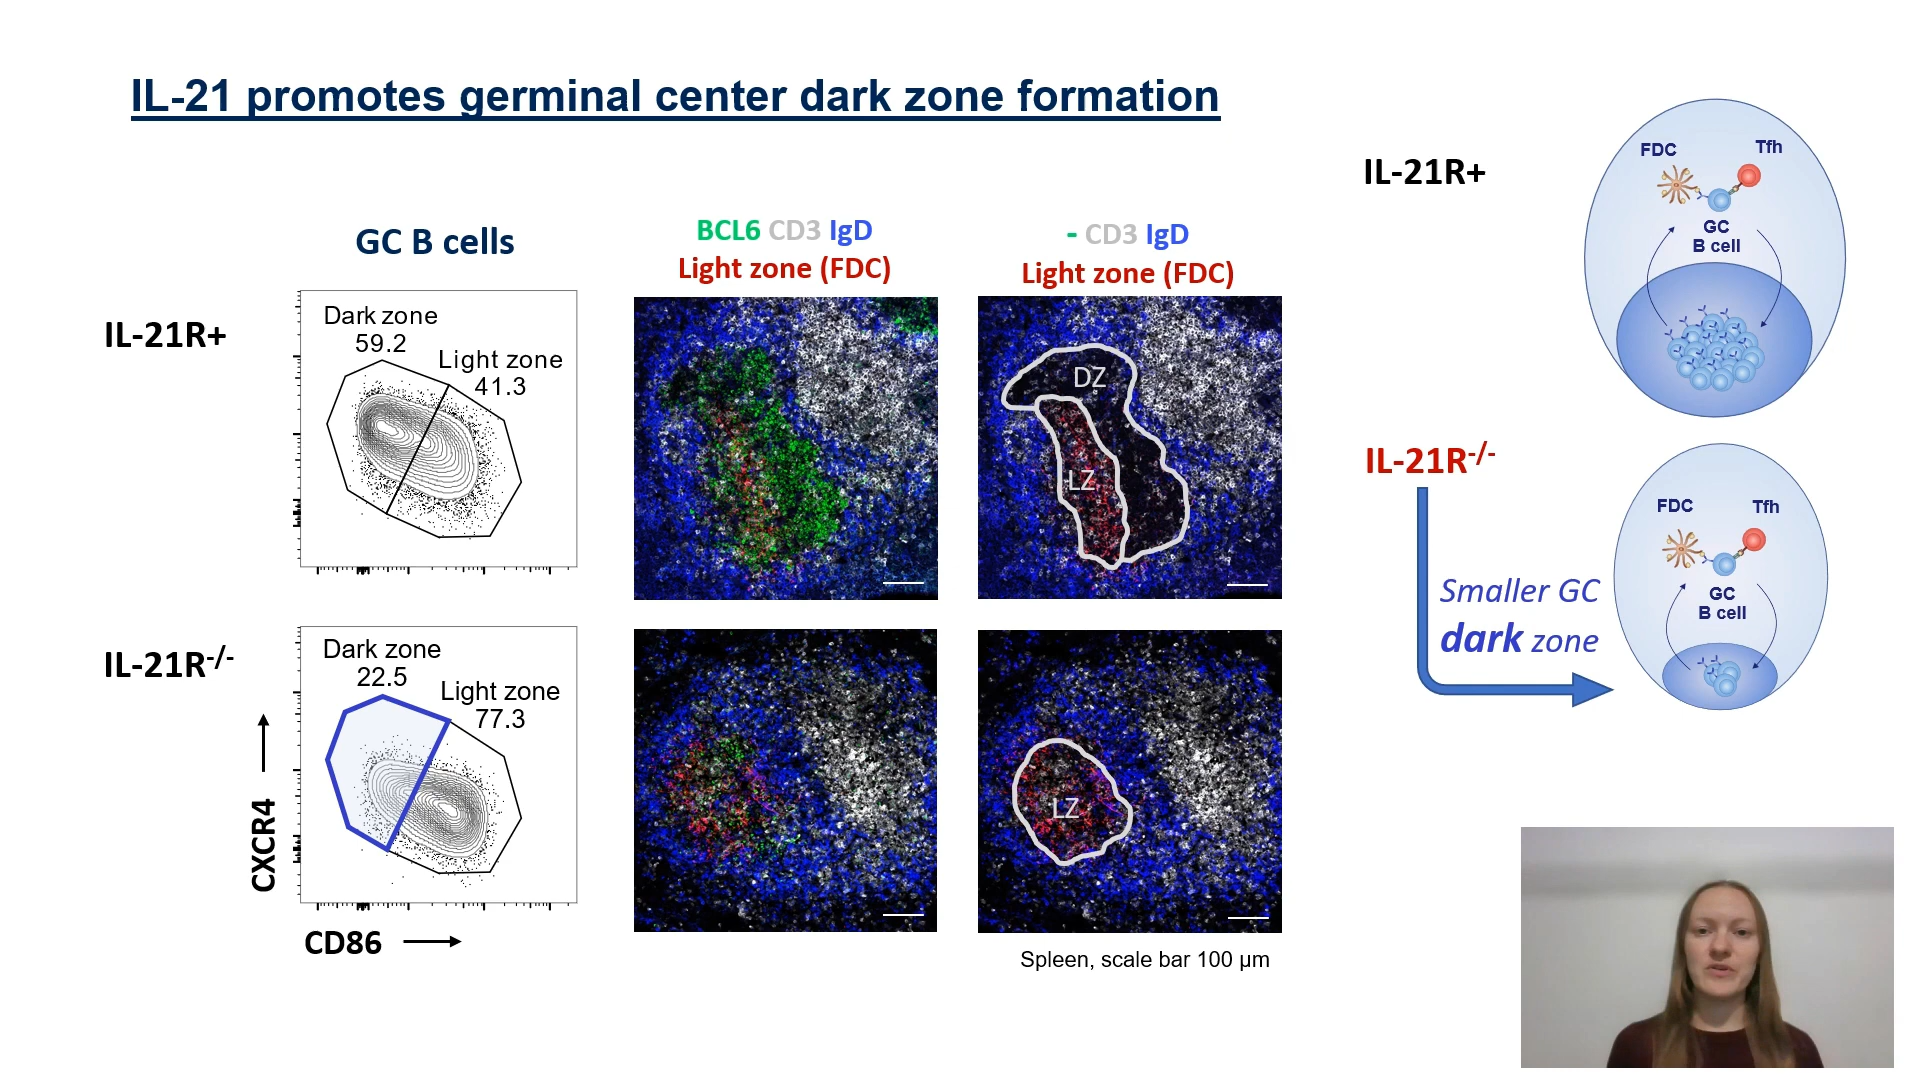 IL-21 promotes germinal center dark zone formation
GC B cells
BCL6 CD3 IgD
Light zone (FDC)
- CD3 IgD
Light zone (FDC)
IL-21R+
Dark zone
59.2
Light zone
41.3
DZ
LZ
IL-21R-/-
Dark zone
22.5
Light zone
77.3
LZ
CXCR4
CD86
Spleen, scale bar 100 µm
IL-21R+
FDC
Tfh
GC
B cell
IL-21R-/-
FDC
Tfh
GC
B cell
Smaller GC
dark zone